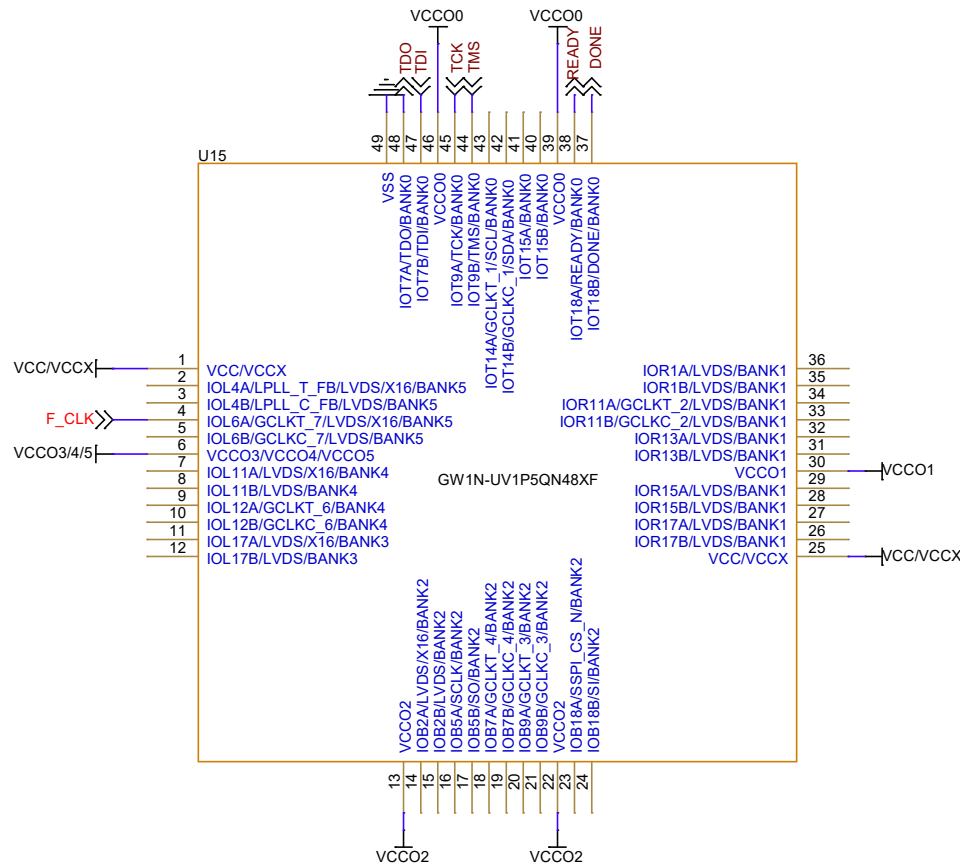 VCCO0 VCCO0
TDO TDI TCK TMS READY DONE
49 48 47 46 45 44 43 42 41 40 39 38 37
U15
VSS
IOT7A/TDO/BANK0
IOT7B/TDI/BANK0
VCCO0
IOT9A/TCK/BANK0
IOT9B/TMS/BANK0
IOT14A/GCLKT_1/SCL/BANK0
IOT14B/GCLKC_1/SDA/BANK0
IOT15A/BANK0
IOT15B/BANK0
VCCO0
IOT18A/READY/BANK0
IOT18B/DONE/BANK0
VCC/VCCX 1 VCC/VCCX
2 IOL4A/LPLL_T_FB/LVDS/X16/BANK5
3 IOL4B/LPLL_C_FB/LVDS/BANK5
F_CLK 4 IOL6A/GCLKT_7/LVDS/X16/BANK5
5 IOL6B/GCLKC_7/LVDS/BANK5
VCCO3/4/5 6 VCCO3/VCCO4/VCCO5
7 IOL11A/LVDS/X16/BANK4
8 IOL11B/LVDS/BANK4
9 IOL12A/GCLKT_6/BANK4
10 IOL12B/GCLKC_6/BANK4
11 IOL17A/LVDS/X16/BANK3
12 IOL17B/LVDS/BANK3
GW1N-UV1P5QN48XF
IOR1A/LVDS/BANK1 36
IOR1B/LVDS/BANK1 35
IOR11A/GCLKT_2/LVDS/BANK1 34
IOR11B/GCLKC_2/LVDS/BANK1 33
IOR13A/LVDS/BANK1 32
IOR13B/LVDS/BANK1 31
VCCO1 30 VCCO1
IOR15A/LVDS/BANK1 29
IOR15B/LVDS/BANK1 28
IOR17A/LVDS/BANK1 27
IOR17B/LVDS/BANK1 26
VCC/VCCX 25 VCC/VCCX
VCCO2
IOB2A/LVDS/X16/BANK2
IOB2B/LVDS/BANK2
IOB5A/SCLK/BANK2
IOB5B/SO/BANK2
IOB7A/GCLKT_4/BANK2
IOB7B/GCLKC_4/BANK2
IOB9A/GCLKT_3/BANK2
IOB9B/GCLKC_3/BANK2
VCCO2
IOB18A/SSPI_CS_N/BANK2
IOB18B/SI/BANK2
13 14 15 16 17 18 19 20 21 22 23 24
VCCO2 VCCO2